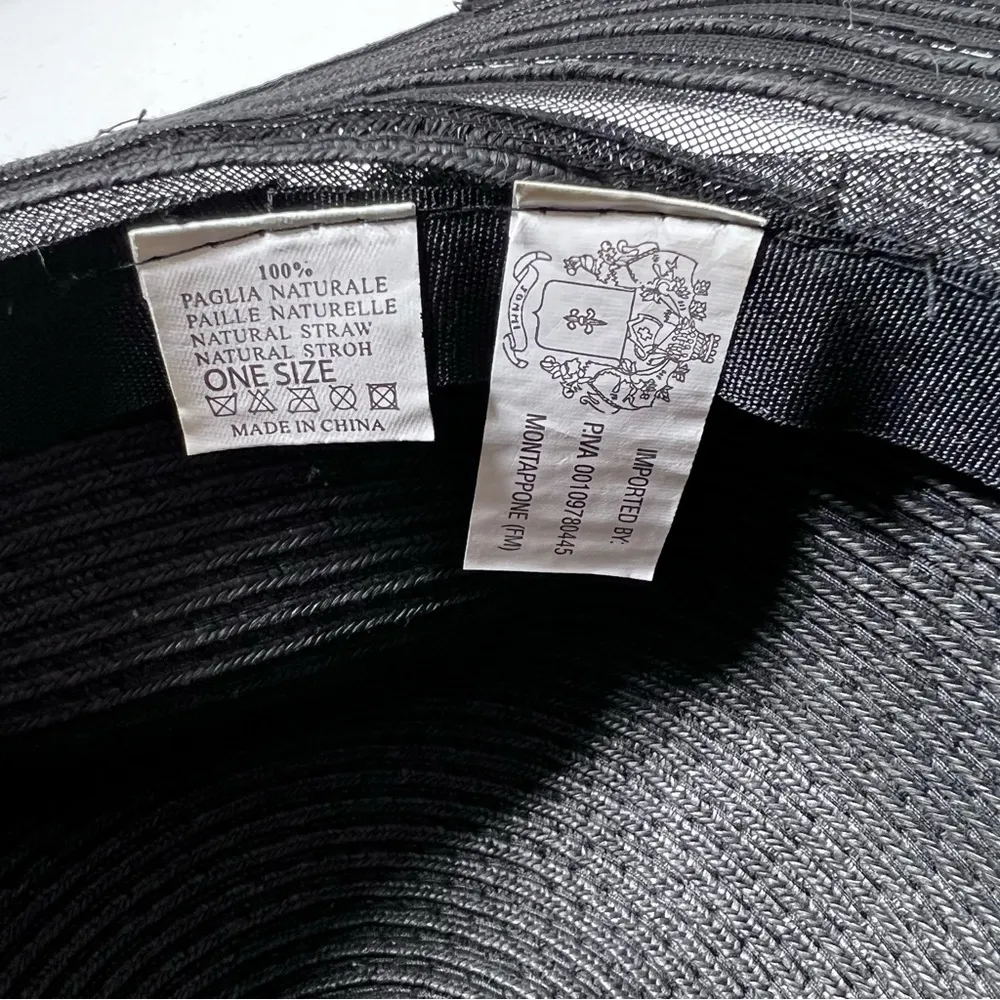 100%
PAGLIA NATURALE
PAILLE NATURELLE
NATURAL STRAW
NATURAL STROH
ONE SIZE
MADE IN CHINA
IMPORTED BY:
P.IVA 00109780445
MONTAPPONE (FM)